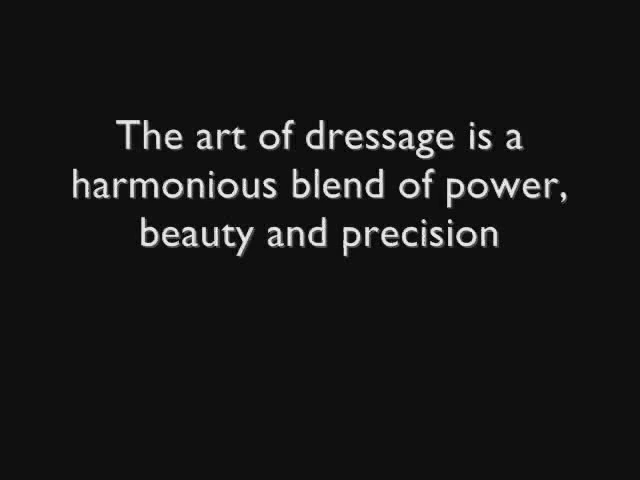 The art of dressage is a
harmonious blend of power,
beauty and precision